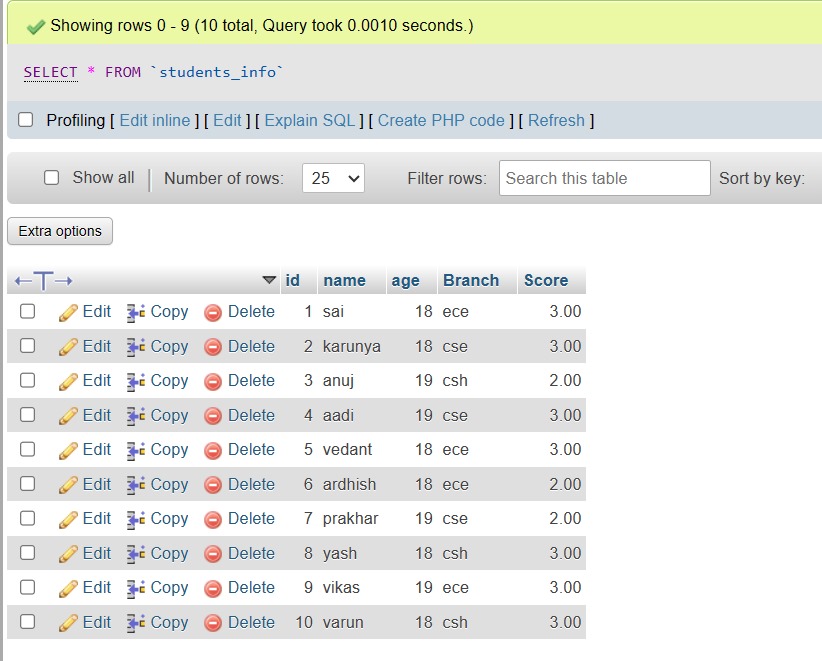 Showing rows 0 - 9 (10 total, Query took 0.0010 seconds.)
SELECT * FROM `students_info`
Profiling [ Edit inline ] [ Edit ] [ Explain SQL ] [ Create PHP code ] [ Refresh ]
Show all | Number of rows: 25 Filter rows: Search this table Sort by key:
Extra options
←T→ id name age Branch Score
Edit Copy Delete 1 sai 18 ece 3.00
Edit Copy Delete 2 karunya 18 cse 3.00
Edit Copy Delete 3 anuj 19 csh 2.00
Edit Copy Delete 4 aadi 19 cse 3.00
Edit Copy Delete 5 vedant 18 ece 3.00
Edit Copy Delete 6 ardhish 18 ece 2.00
Edit Copy Delete 7 prakhar 19 cse 2.00
Edit Copy Delete 8 yash 18 csh 3.00
Edit Copy Delete 9 vikas 19 ece 3.00
Edit Copy Delete 10 varun 18 csh 3.00